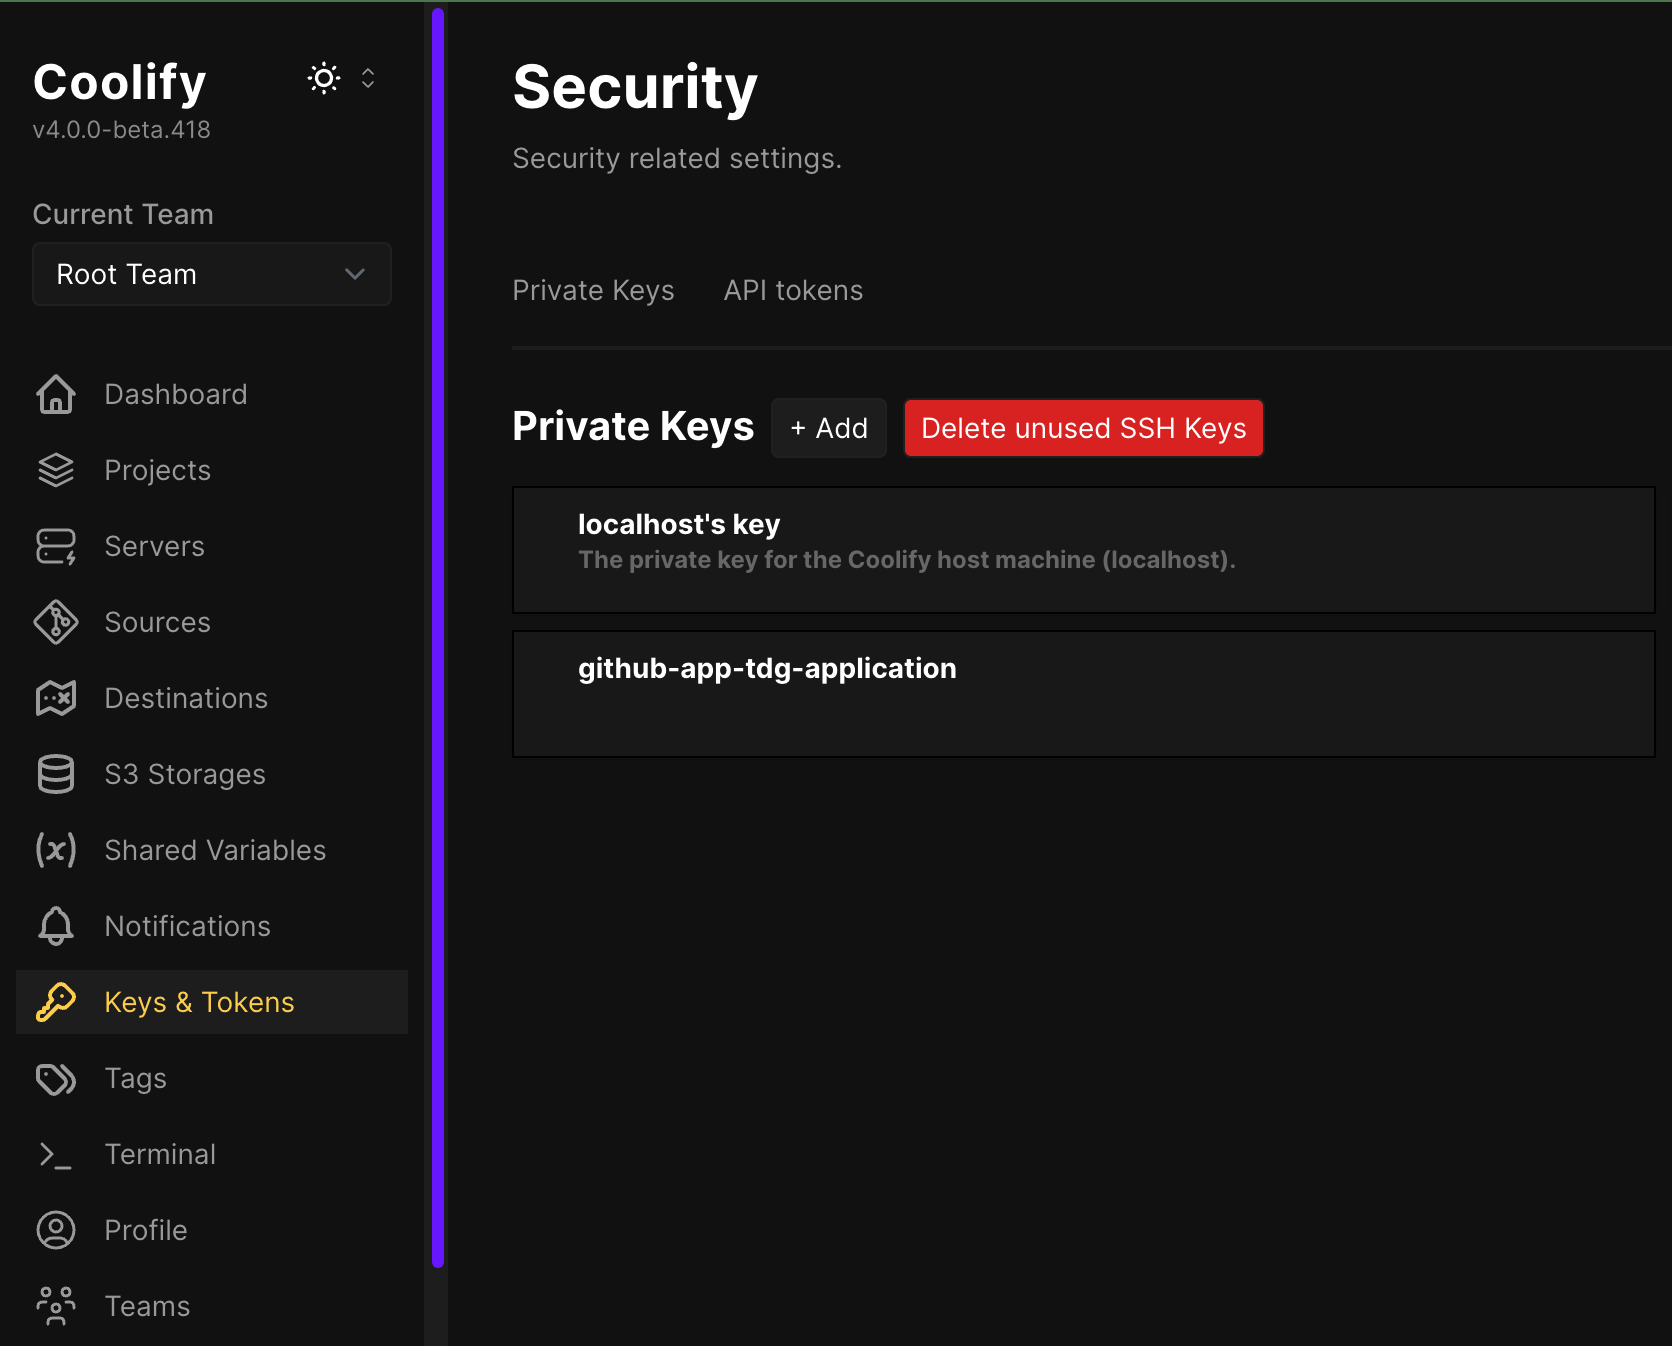 Coolify
v4.0.0-beta.418
Current Team
Root Team
Dashboard
Projects
Servers
Sources
Destinations
S3 Storages
Shared Variables
Notifications
Keys & Tokens
Tags
Terminal
Profile
Teams
Security
Security related settings.
Private Keys API tokens
Private Keys + Add Delete unused SSH Keys
localhost's key
The private key for the Coolify host machine (localhost).
github-app-tdg-application